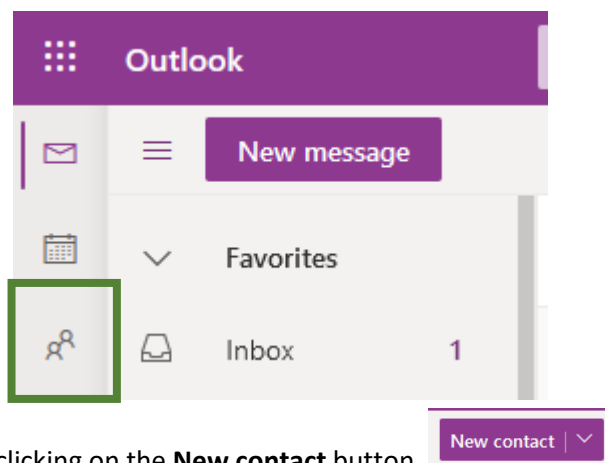 Outlook
New message
Favorites
Inbox 1
clicking on the New contact button New contact